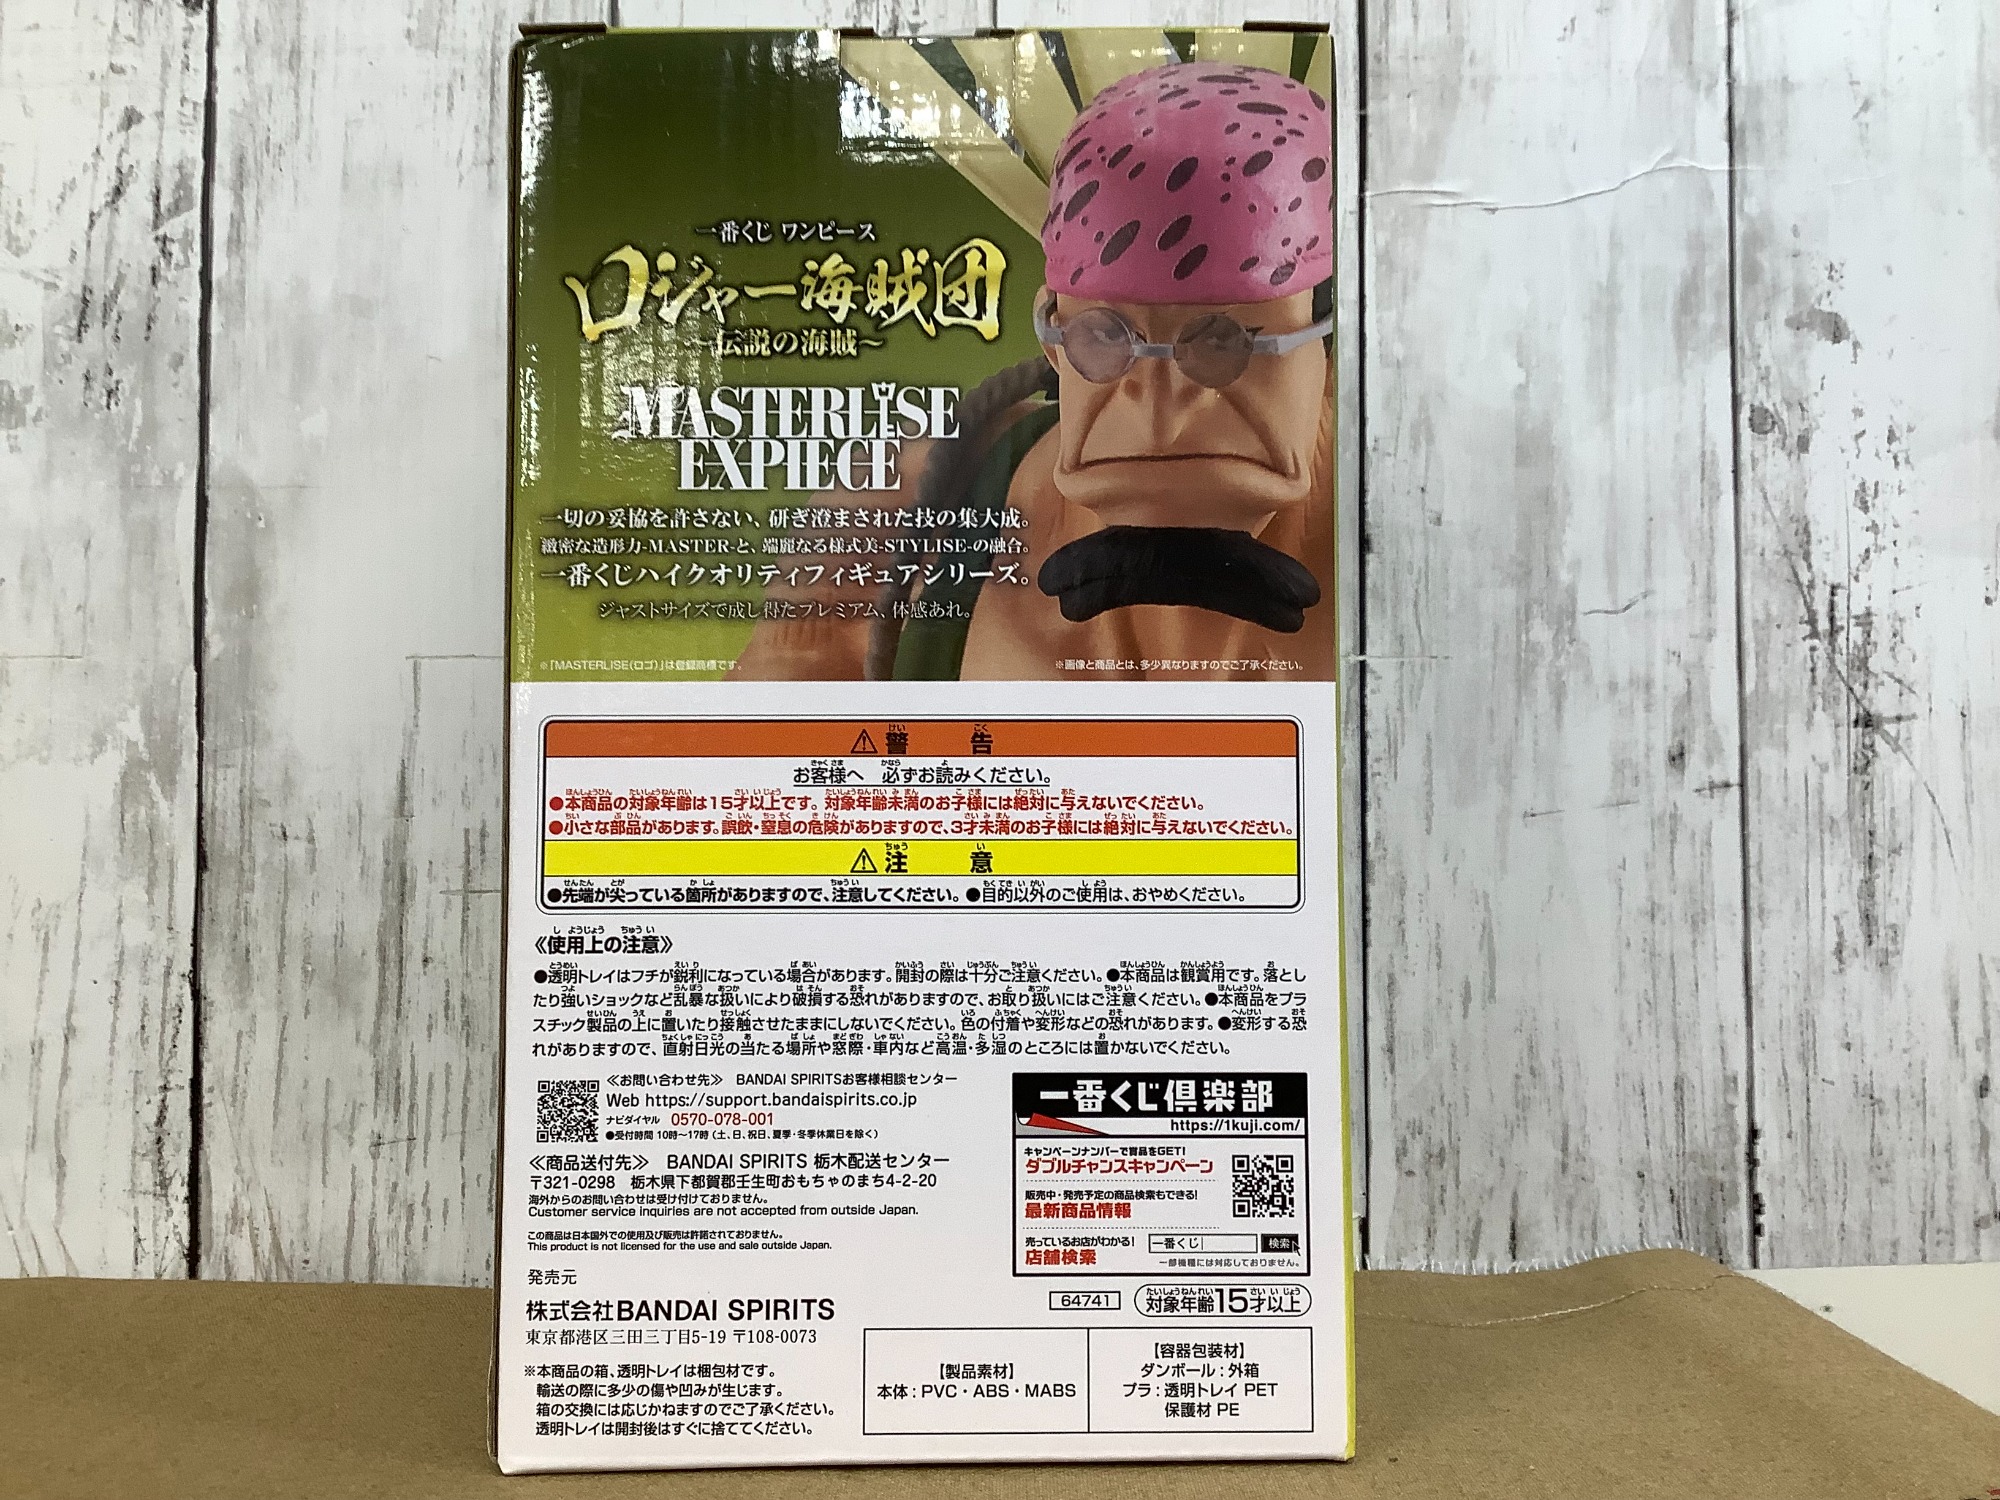 一番くじ ワンピース
ロジャー海賊団
～伝説の海賊～
MASTERLISE
EXPIECE
一切の妥協を許さない、研ぎ澄まされた技の集大成。
緻密な造形力-MASTER-と、端麗なる様式美-STYLISE-の融合。
一番くじハイクオリティフィギュアシリーズ。
ジャストサイズで成し得たプレミアム、体感あれ。
※「MASTERLISE(ロゴ)」は登録商標です。
※画像と商品とは、多少異なりますのでご了承ください。
⚠警告
お客様へ 必ずお読みください。
●本商品の対象年齢は15才以上です。対象年齢未満のお子様には絶対に与えないでください。
●小さな部品があります。誤飲・窒息の危険がありますので、3才未満のお子様には絶対に与えないでください。
⚠注意
●先端が尖っている箇所がありますので、注意してください。●目的以外のご使用は、おやめください。
《使用上の注意》
●透明トレイはフチが鋭利になっている場合があります。開封の際は十分ご注意ください。●本商品は観賞用です。落とし
たり強いショックなど乱暴な扱いにより破損する恐れがありますので、お取り扱いにはご注意ください。●本商品をプラ
スチック製品の上に置いたり接触させたままにしないでください。色の付着や変形などの恐れがあります。●変形する恐
れがありますので、直射日光の当たる場所や窓際・車内など高温・多湿のところには置かないでください。
≪お問い合わせ先≫ BANDAI SPIRITSお客様相談センター
Web https://support.bandaispirits.co.jp
ナビダイヤル 0570-078-001
●受付時間 10時～17時（土、日、祝日、夏季・冬季休業日を除く）
≪商品送付先≫ BANDAI SPIRITS 栃木配送センター
〒321-0298 栃木県下都賀郡壬生町おもちゃのまち4-2-20
海外からのお問い合わせは受け付けておりません。
Customer service inquiries are not accepted from outside Japan.
この商品は日本国外での使用及び販売は許諾されておりません。
This product is not licensed for the use and sale outside Japan.
一番くじ倶楽部
https://1kuji.com/
キャンペーンナンバーで賞品をGET!
ダブルチャンスキャンペーン
販売中・発売予定の商品検索もできる!
最新商品情報
売っているお店がわかる!
店舗検索
一番くじ 検索
一部機種には対応しておりません。
64741
対象年齢15才以上
発売元
株式会社BANDAI SPIRITS
東京都港区三田三丁目5-19 〒108-0073
※本商品の箱、透明トレイは梱包材です。
輸送の際に多少の傷や凹みが生じます。
箱の交換には応じかねますのでご了承ください。
透明トレイは開封後はすぐに捨ててください。
【製品素材】
本体：PVC・ABS・MABS
【容器包装材】
ダンボール：外箱
プラ：透明トレイ PET
保護材 PE